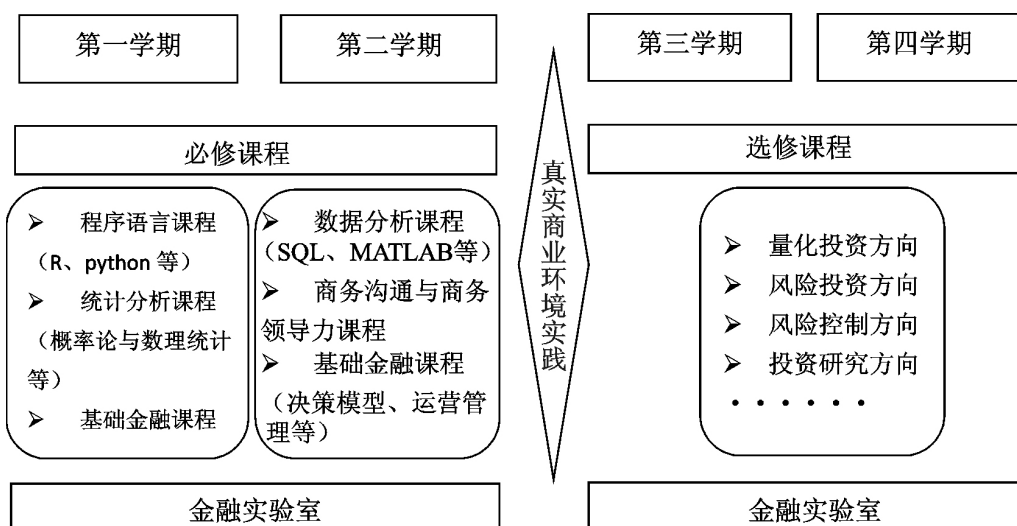 第一学期
第二学期
第三学期
第四学期
必修课程
选修课程
➢ 程序语言课程
（R、python 等）
➢ 统计分析课程
（概率论与数理统计
等）
➢ 基础金融课程
➢ 数据分析课程
（SQL、MATLAB等）
➢ 商务沟通与商务
领导力课程
➢ 基础金融课程
（决策模型、运营管
理等）
真实商业环境实践
➢ 量化投资方向
➢ 风险投资方向
➢ 风险控制方向
➢ 投资研究方向
······
金融实验室
金融实验室